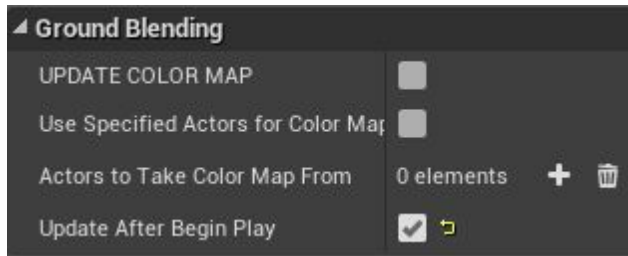 Ground Blending
UPDATE COLOR MAP
Use Specified Actors for Color Map
Actors to Take Color Map From
0 elements
Update After Begin Play